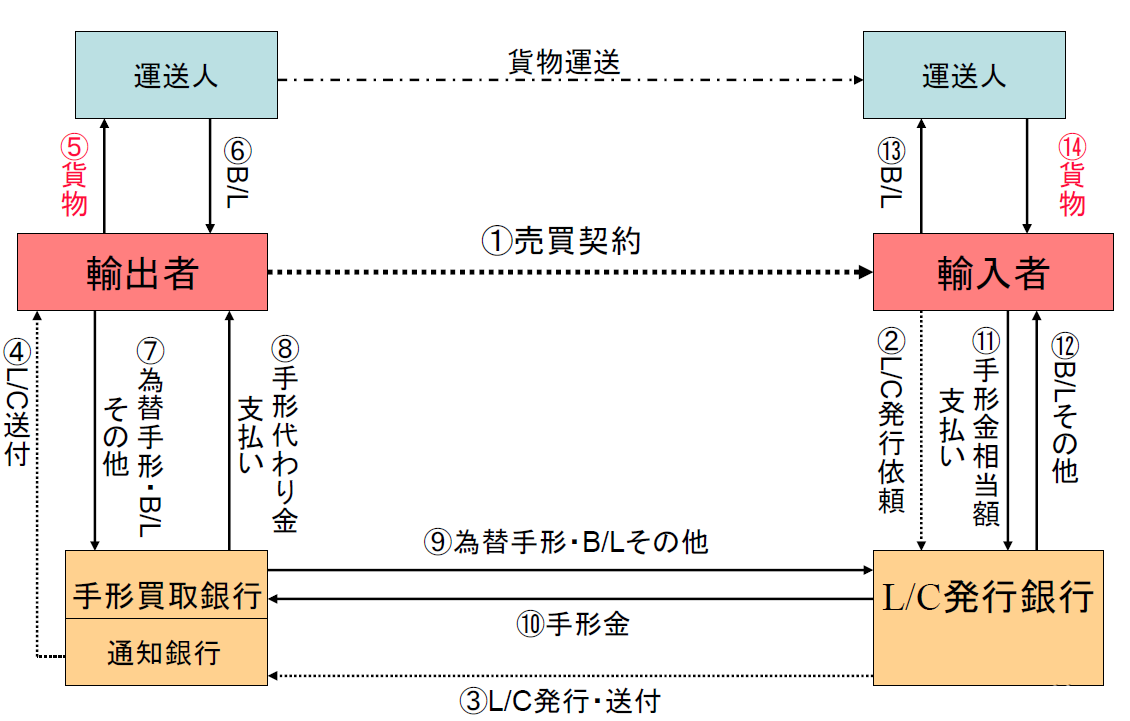 運送人
貨物運送
運送人
⑤貨物
⑥B/L
⑬B/L
⑭貨物
①売買契約
輸出者
輸入者
④L/C送付
⑦為替手形・B/L
その他
⑧手形代わり金
支払い
②L/C発行依頼
⑪手形金相当額
支払い
⑫B/Lその他
⑨為替手形・B/Lその他
手形買取銀行
L/C発行銀行
⑩手形金
通知銀行
③L/C発行・送付